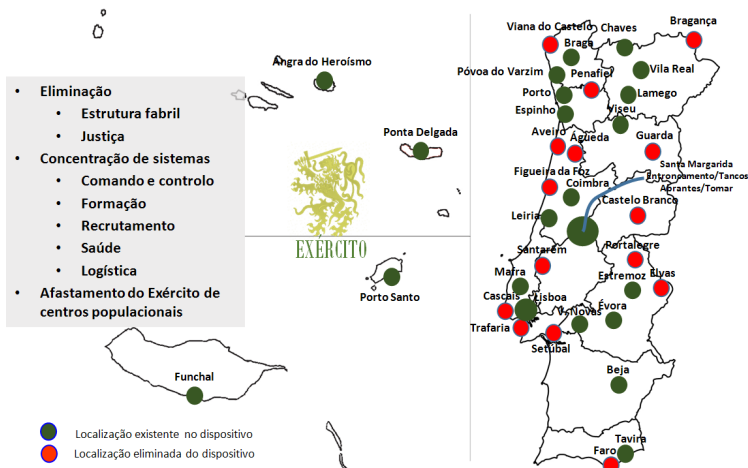 Viana do Castelo
Chaves
Bragança
Braga
Angra do Heroísmo
Póvoa do Varzim
Penafiel
Vila Real
Porto
Lamego
Espinho
Viseu
• Eliminação
• Estrutura fabril
• Justiça
• Concentração de sistemas
• Comando e controlo
• Formação
• Recrutamento
• Saúde
• Logística
• Afastamento do Exército de
centros populacionais
Ponta Delgada
Aveiro
Águeda
Guarda
Santa Margarida
Entroncamento/Tancos
Abrantes/Tomar
Figueira da Foz
Coimbra
Castelo Branco
Leiria
EXÉRCITO
Santarém
Portalegre
Mafra
Estremoz
Elvas
Porto Santo
Cascais
Lisboa
V. Novas
Évora
Trafaria
Setubal
Funchal
Beja
Localização existente no dispositivo
Localização eliminada do dispositivo
Tavira
Faro